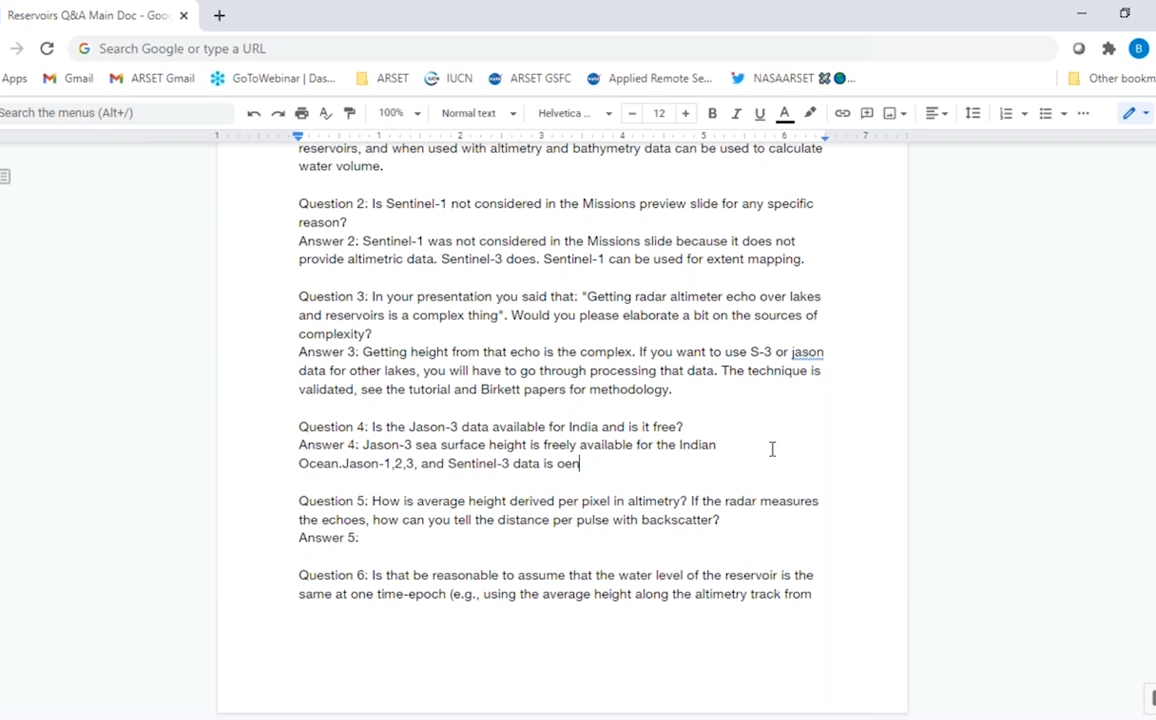 Reservoirs Q&A Main Doc - Goo
Search Google or type a URL
Apps Gmail ARSET Gmail GoToWebinar | Das... ARSET IUCN ARSET GSFC Applied Remote Se... NASAARSET Other bookm
Search the menus (Alt+/) 100% Normal text Helvetica ... 12 B I U A
1 1 2 3 4 5 6 7
reservoirs, and when used with altimetry and bathymetry data can be used to calculate
water volume.
Question 2: Is Sentinel-1 not considered in the Missions preview slide for any specific
reason?
Answer 2: Sentinel-1 was not considered in the Missions slide because it does not
provide altimetric data. Sentinel-3 does. Sentinel-1 can be used for extent mapping.
Question 3: In your presentation you said that: "Getting radar altimeter echo over lakes
and reservoirs is a complex thing". Would you please elaborate a bit on the sources of
complexity?
Answer 3: Getting height from that echo is the complex. If you want to use S-3 or jason
data for other lakes, you will have to go through processing that data. The technique is
validated, see the tutorial and Birkett papers for methodology.
Question 4: Is the Jason-3 data available for India and is it free?
Answer 4: Jason-3 sea surface height is freely available for the Indian
Ocean.Jason-1,2,3, and Sentinel-3 data is oen
Question 5: How is average height derived per pixel in altimetry? If the radar measures
the echoes, how can you tell the distance per pulse with backscatter?
Answer 5:
Question 6: Is that be reasonable to assume that the water level of the reservoir is the
same at one time-epoch (e.g., using the average height along the altimetry track from